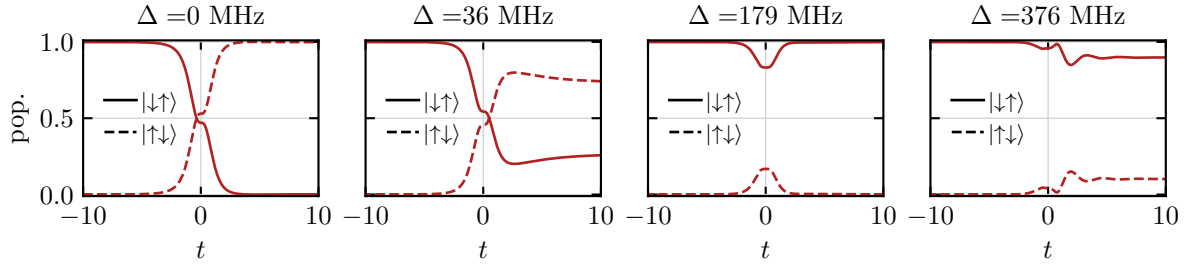 Δ =0 MHz Δ =36 MHz Δ =179 MHz Δ =376 MHz
1.0
|↓↑⟩ |↓↑⟩ |↓↑⟩ |↓↑⟩
pop. 0.5
|↑↓⟩ |↑↓⟩ |↑↓⟩ |↑↓⟩
0.0
−10 0 10 −10 0 10 −10 0 10 −10 0 10
t t t t